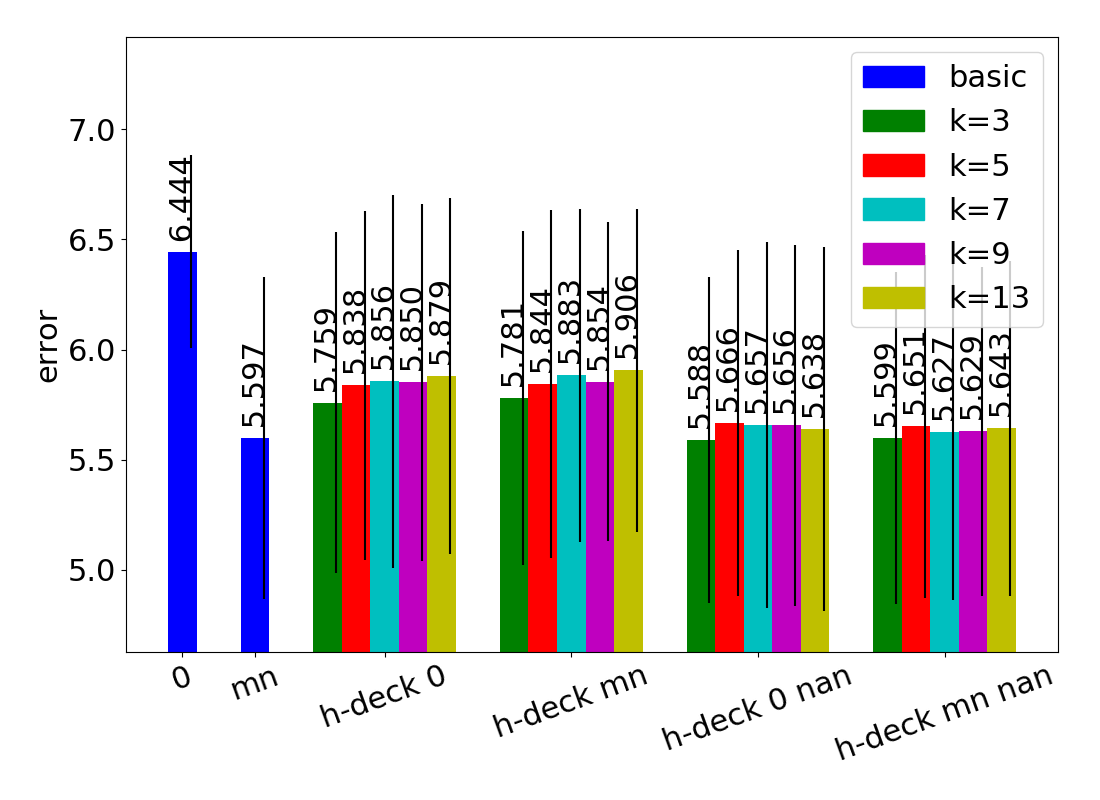 basic
k=3
k=5
k=7
k=9
k=13
error
7.0
6.5
6.0
5.5
5.0
6.444
5.597
5.759
5.838
5.856
5.850
5.879
5.781
5.844
5.883
5.854
5.906
5.588
5.666
5.657
5.656
5.638
5.599
5.651
5.627
5.629
5.643
0
mn
h-deck 0
h-deck mn
h-deck 0 nan
h-deck mn nan